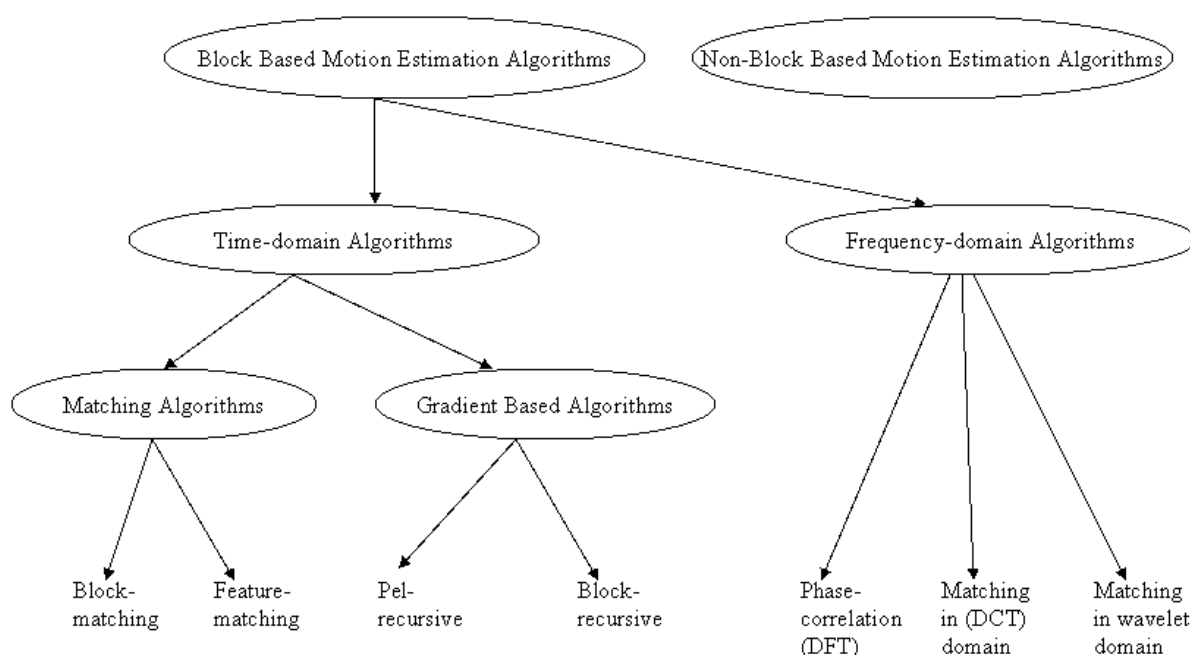 Block Based Motion Estimation Algorithms
Non-Block Based Motion Estimation Algorithms
Time-domain Algorithms
Frequency-domain Algorithms
Matching Algorithms
Gradient Based Algorithms
Block-
matching
Feature-
matching
Pel-
recursive
Block-
recursive
Phase-
correlation
(DFT)
Matching
in (DCT)
domain
Matching
in wavelet
domain